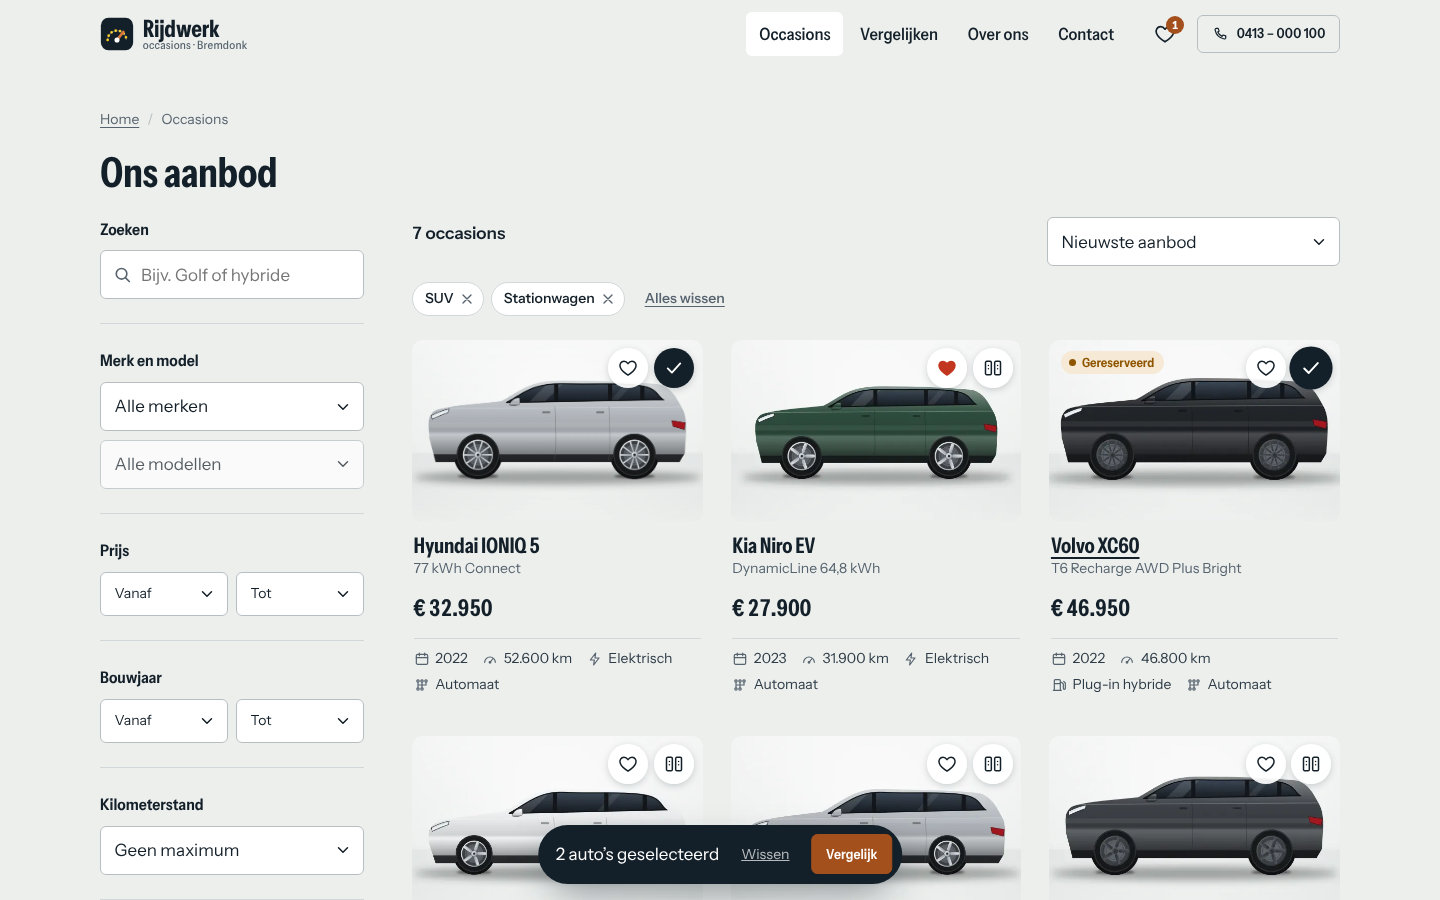 Rijdwerk
occasions · Bremdonk
Occasions
Vergelijken
Over ons
Contact
1
0413 – 000 100
Home / Occasions
Ons aanbod
Zoeken
Bijv. Golf of hybride
Merk en model
Alle merken
Alle modellen
Prijs
Vanaf
Tot
Bouwjaar
Vanaf
Tot
Kilometerstand
Geen maximum
7 occasions
Nieuwste aanbod
SUV
Stationwagen
Alles wissen
Hyundai IONIQ 5
77 kWh Connect
€ 32.950
2022
52.600 km
Elektrisch
Automaat
Kia Niro EV
DynamicLine 64,8 kWh
€ 27.900
2023
31.900 km
Elektrisch
Automaat
Gereserveerd
Volvo XC60
T6 Recharge AWD Plus Bright
€ 46.950
2022
46.800 km
Plug-in hybride
Automaat
2 auto’s geselecteerd
Wissen
Vergelijk